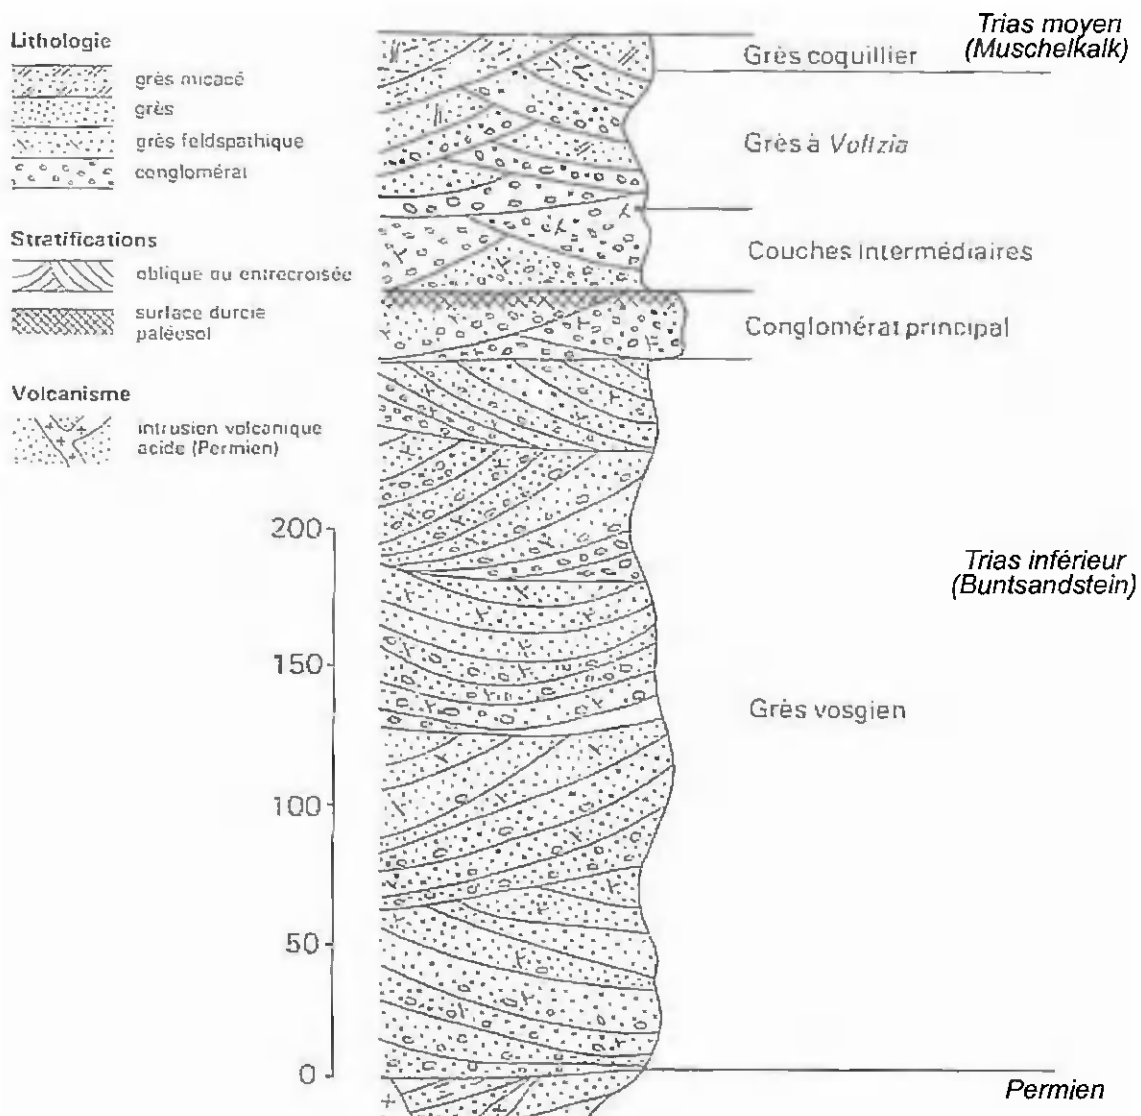 Lithologie
grès micacé
grès
grès feldspathique
conglomérat
Stratifications
oblique ou entrecroisée
surface durcie
paléosol
Volcanisme
intrusion volcanique
acide (Permien)
Trias moyen
(Muschelkalk)
Grès coquillier
Grès à Voltzia
Couches Intermédiaires
Conglomérat principal
200
Trias inférieur
(Buntsandstein)
150
Grès vosgien
100
50
0
Permien